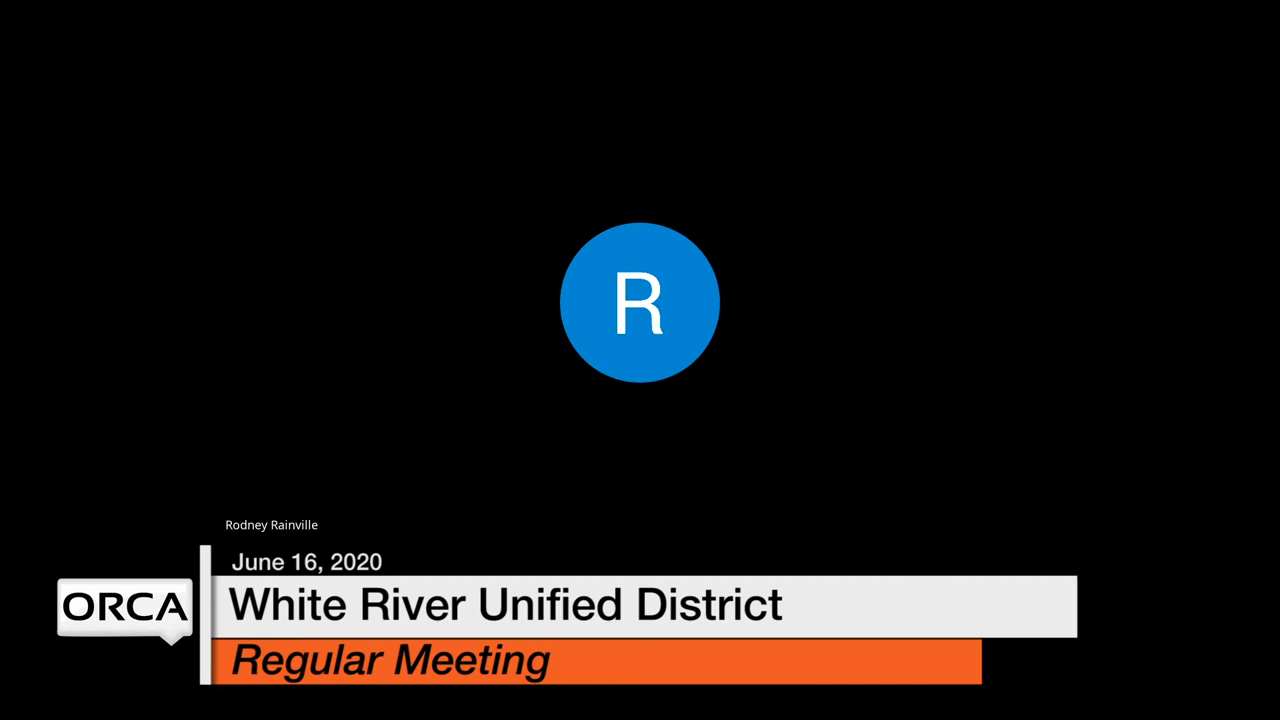 R
Rodney Rainville
June 16, 2020
ORCA
White River Unified District
Regular Meeting